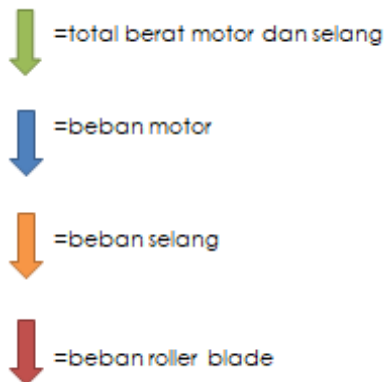 =total berat motor dan selang
=beban motor
=beban selang
=beban roller blade